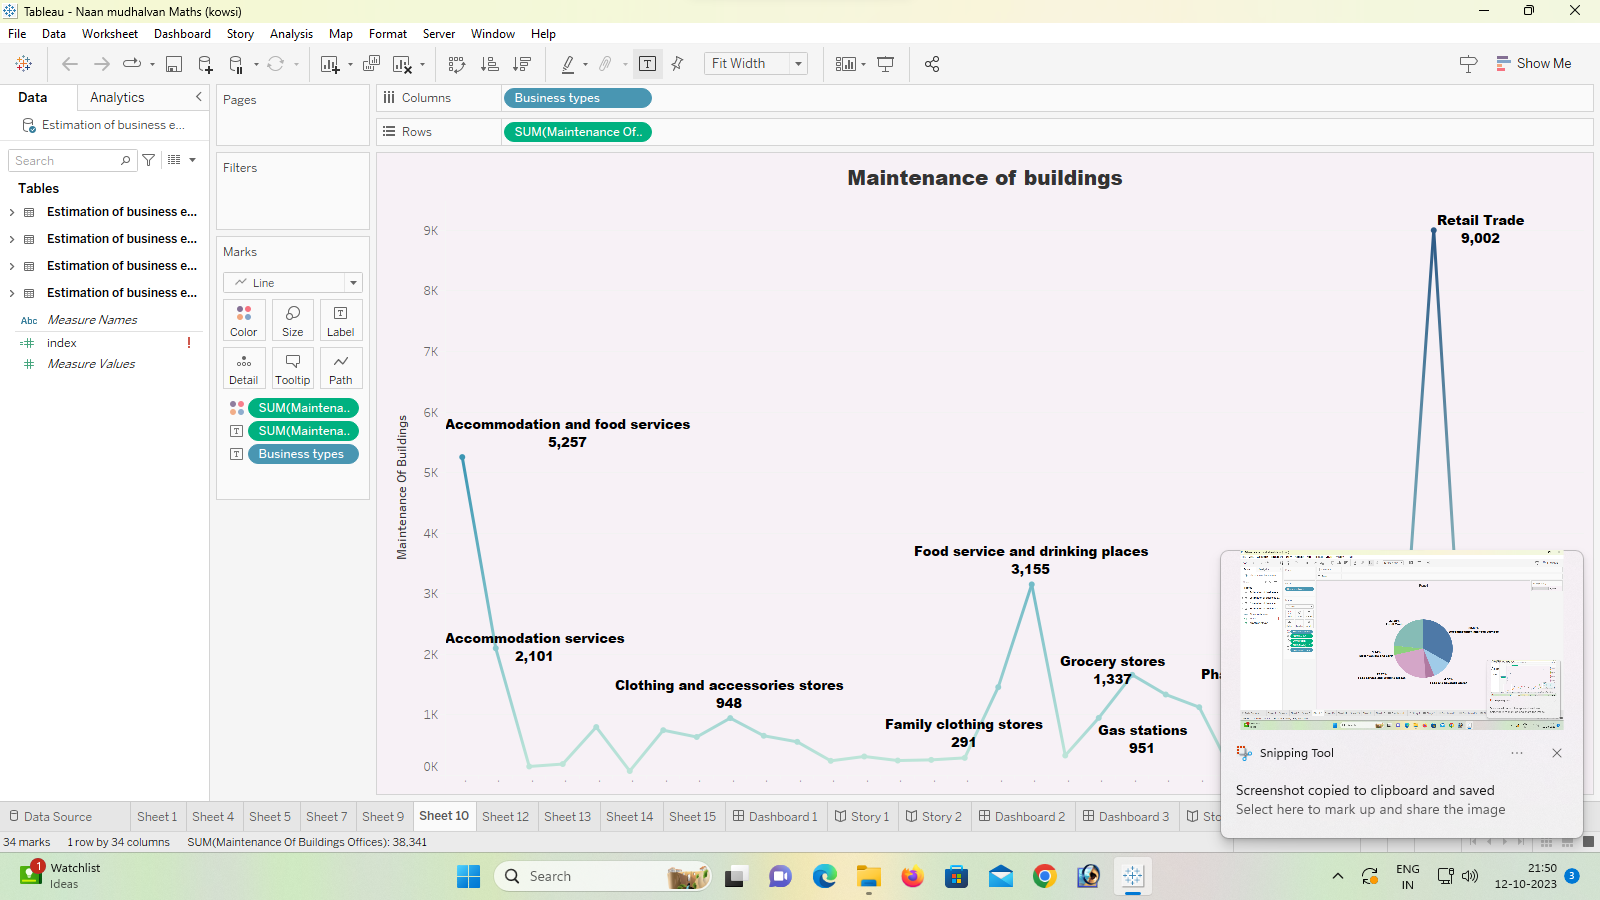 Tableau - Naan mudhalvan Maths (kowsi)
File Data Worksheet Dashboard Story Analysis Map Format Server Window Help
Fit Width
Show Me
Data Analytics
Estimation of business e...
Search
Tables
Estimation of business e...
Estimation of business e...
Estimation of business e...
Estimation of business e...
Abc Measure Names
index !
Measure Values
Pages
Filters
Marks
Line
Color Size Label
Detail Tooltip Path
SUM(Maintena..
SUM(Maintena..
Business types
Columns Business types
Rows SUM(Maintenance Of..
Maintenance of buildings
Maintenance Of Buildings
9K
8K
7K
6K
5K
4K
3K
2K
1K
0K
Retail Trade
9,002
Accommodation and food services
5,257
Food service and drinking places
3,155
Accommodation services
2,101
Grocery stores
1,337
Clothing and accessories stores
948
Family clothing stores
291
Gas stations
951
Snipping Tool
Screenshot copied to clipboard and saved
Select here to mark up and share the image
Data Source Sheet 1 Sheet 4 Sheet 5 Sheet 7 Sheet 9 Sheet 10 Sheet 12 Sheet 13 Sheet 14 Sheet 15 Dashboard 1 Story 1 Story 2 Dashboard 2 Dashboard 3
34 marks 1 row by 34 columns SUM(Maintenance Of Buildings Offices): 38,341
1 Watchlist
Ideas
Search
ENG
IN
21:50
12-10-2023
3